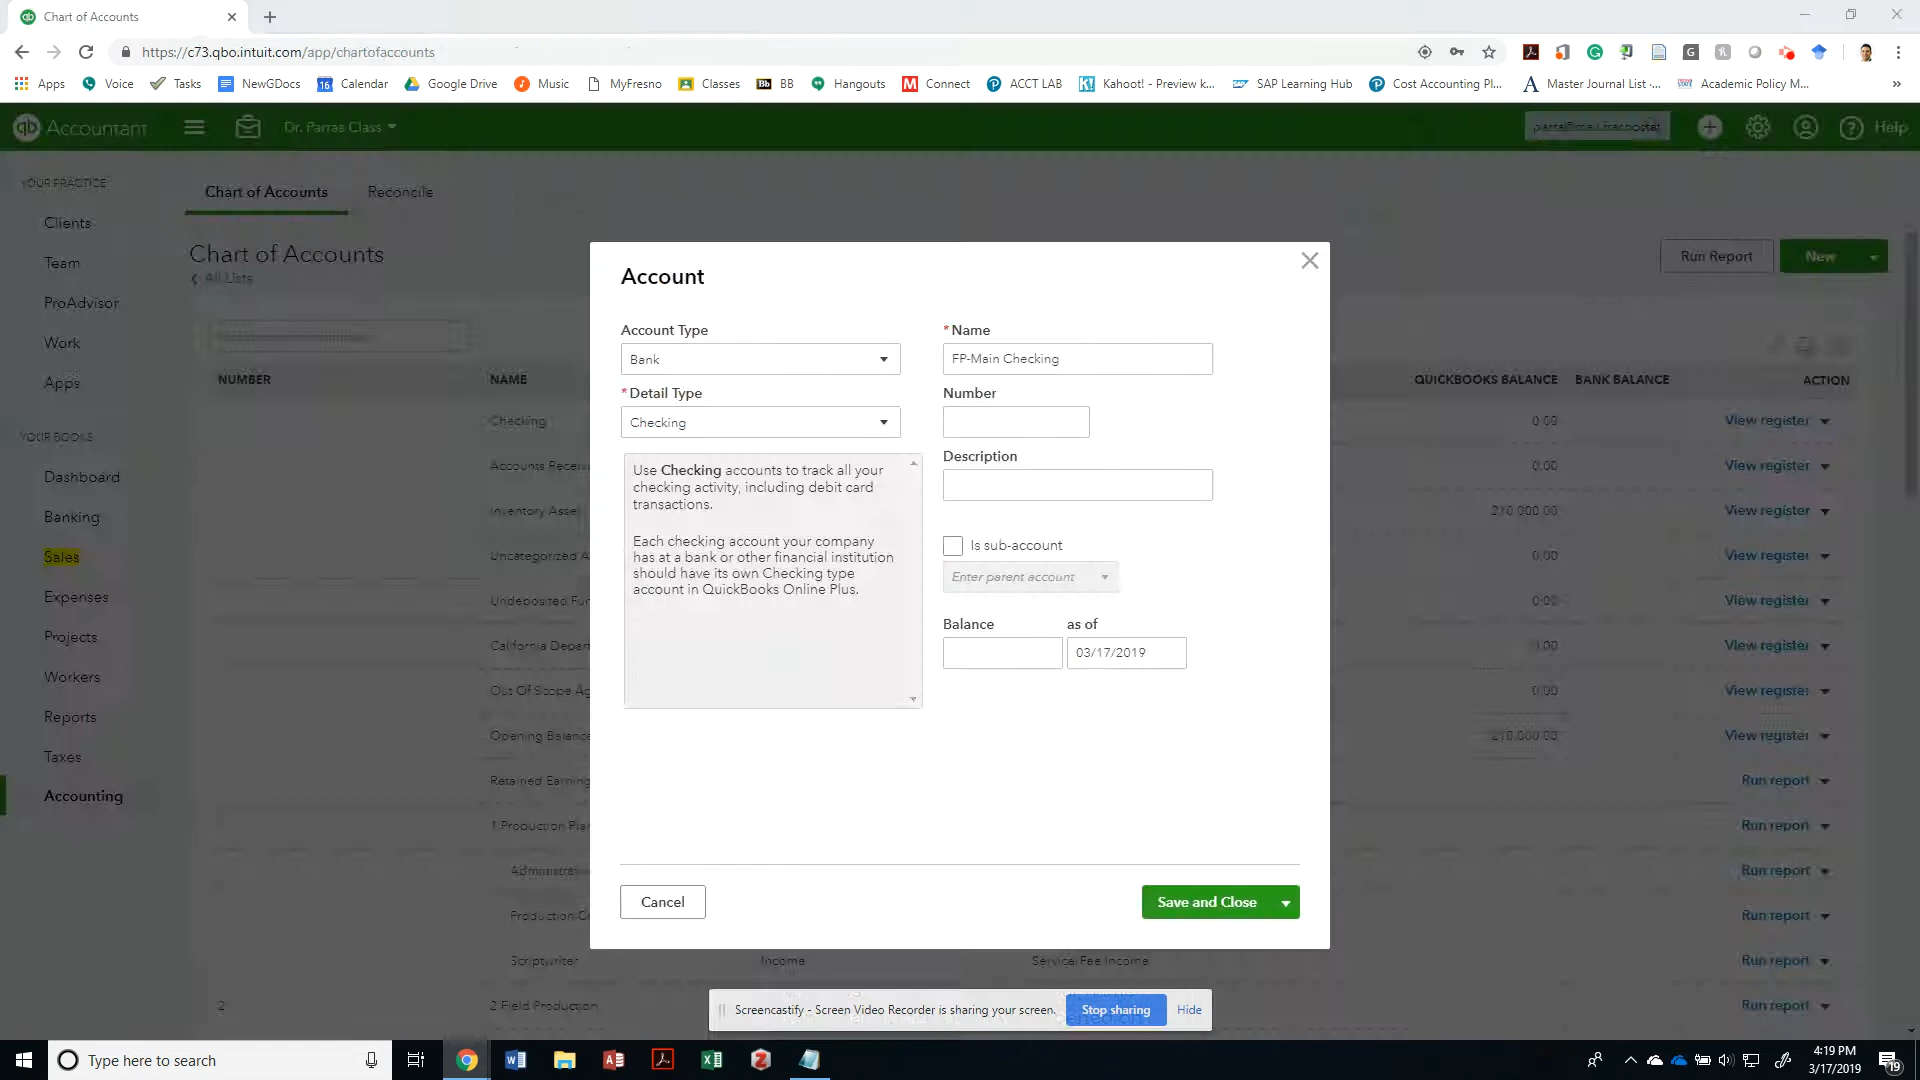 Chart of Accounts
https://c73.qbo.intuit.com/app/chartofaccounts
Apps Voice Tasks NewGDocs Calendar Google Drive Music MyFresno Classes BB Hangouts Connect ACCT LAB Kahoot! - Preview k... SAP Learning Hub Cost Accounting Pl... Master Journal List -... Academic Policy M... »
qb Accountant Dr. Parras Class Help
YOUR PRACTICE
Clients
Team
ProAdvisor
Work
Apps
YOUR BOOKS
Dashboard
Banking
Sales
Expenses
Projects
Workers
Reports
Taxes
Accounting
Chart of Accounts Reconcile
Chart of Accounts
All Lists
Run Report New
NUMBER NAME QUICKBOOKS BALANCE BANK BALANCE ACTION
Checking 0.00 View register
Accounts Receiv 0.00 View register
Inventory Asset 210,000.00 View register
Uncategorized A 0.00 View register
Undeposited Fun 0.00 View register
California Depart 0.00 View register
Out Of Scope Ag 0.00 View register
Opening Balance 210,000.00 View register
Retained Earning Run report
1 Production Plan Run report
Administrat Run report
Production Co Run report
Scriptwriter Income Service/Fee Income Run report
2 2 Field Production Run report
Account
Account Type
Bank
* Detail Type
Checking
Use Checking accounts to track all your
checking activity, including debit card
transactions.
Each checking account your company
has at a bank or other financial institution
should have its own Checking type
account in QuickBooks Online Plus.
* Name
FP-Main Checking
Number
Description
Is sub-account
Enter parent account
Balance as of
03/17/2019
Cancel
Save and Close
Screencastify - Screen Video Recorder is sharing your screen. Stop sharing Hide
Type here to search
4:19 PM
3/17/2019
19